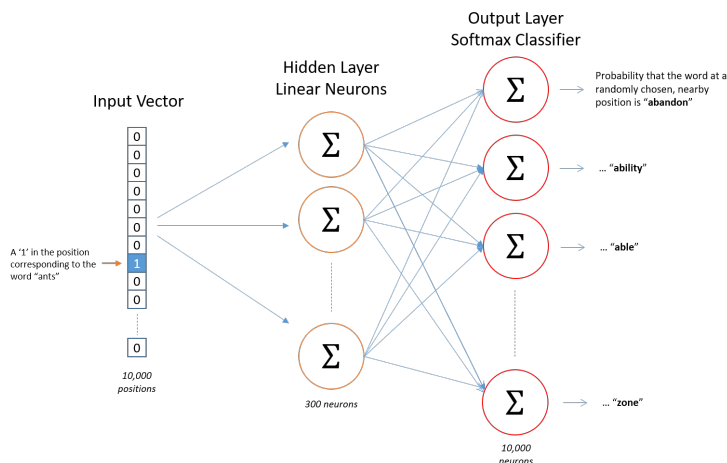 Output Layer
Softmax Classifier
Hidden Layer
Linear Neurons
Input Vector
0
0
0
0
0
0
0
1
0
0
0
A ‘1’ in the position
corresponding to the
word “ants”
10,000
positions
Σ
Σ
Σ
300 neurons
Σ
Σ
Σ
Σ
10,000
neurons
Probability that the word at a
randomly chosen, nearby
position is “abandon”
... “ability”
... “able”
... “zone”